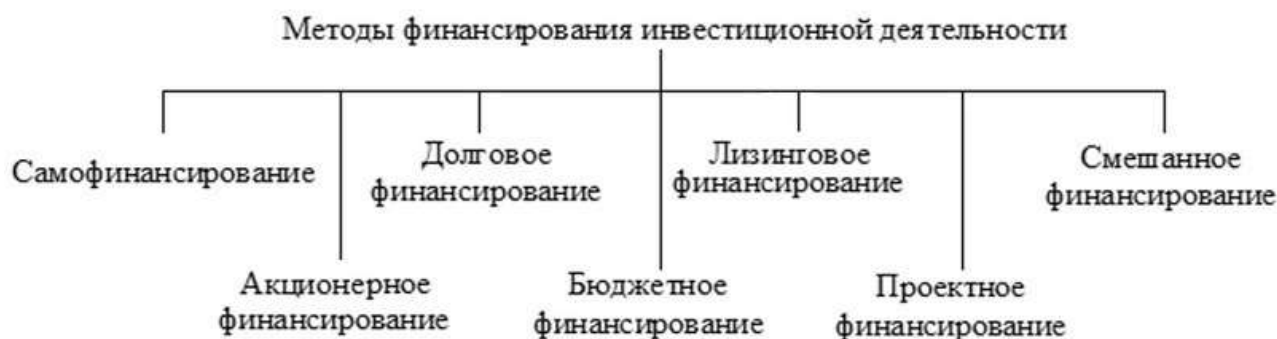 Методы финансирования инвестиционной деятельности
Самофинансирование
Долговое
финансирование
Лизинговое
финансирование
Смешанное
финансирование
Акционерное
финансирование
Бюджетное
финансирование
Проектное
финансирование